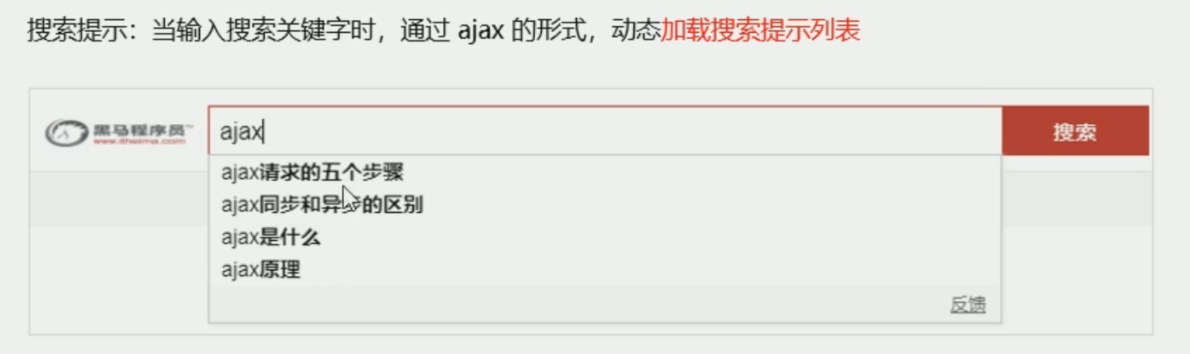 搜索提示：当输入搜索关键字时，通过 ajax 的形式，动态加载搜索提示列表
黑马程序员™
www.itheima.com
ajax
搜索
ajax请求的五个步骤
ajax同步和异步的区别
ajax是什么
ajax原理
反馈